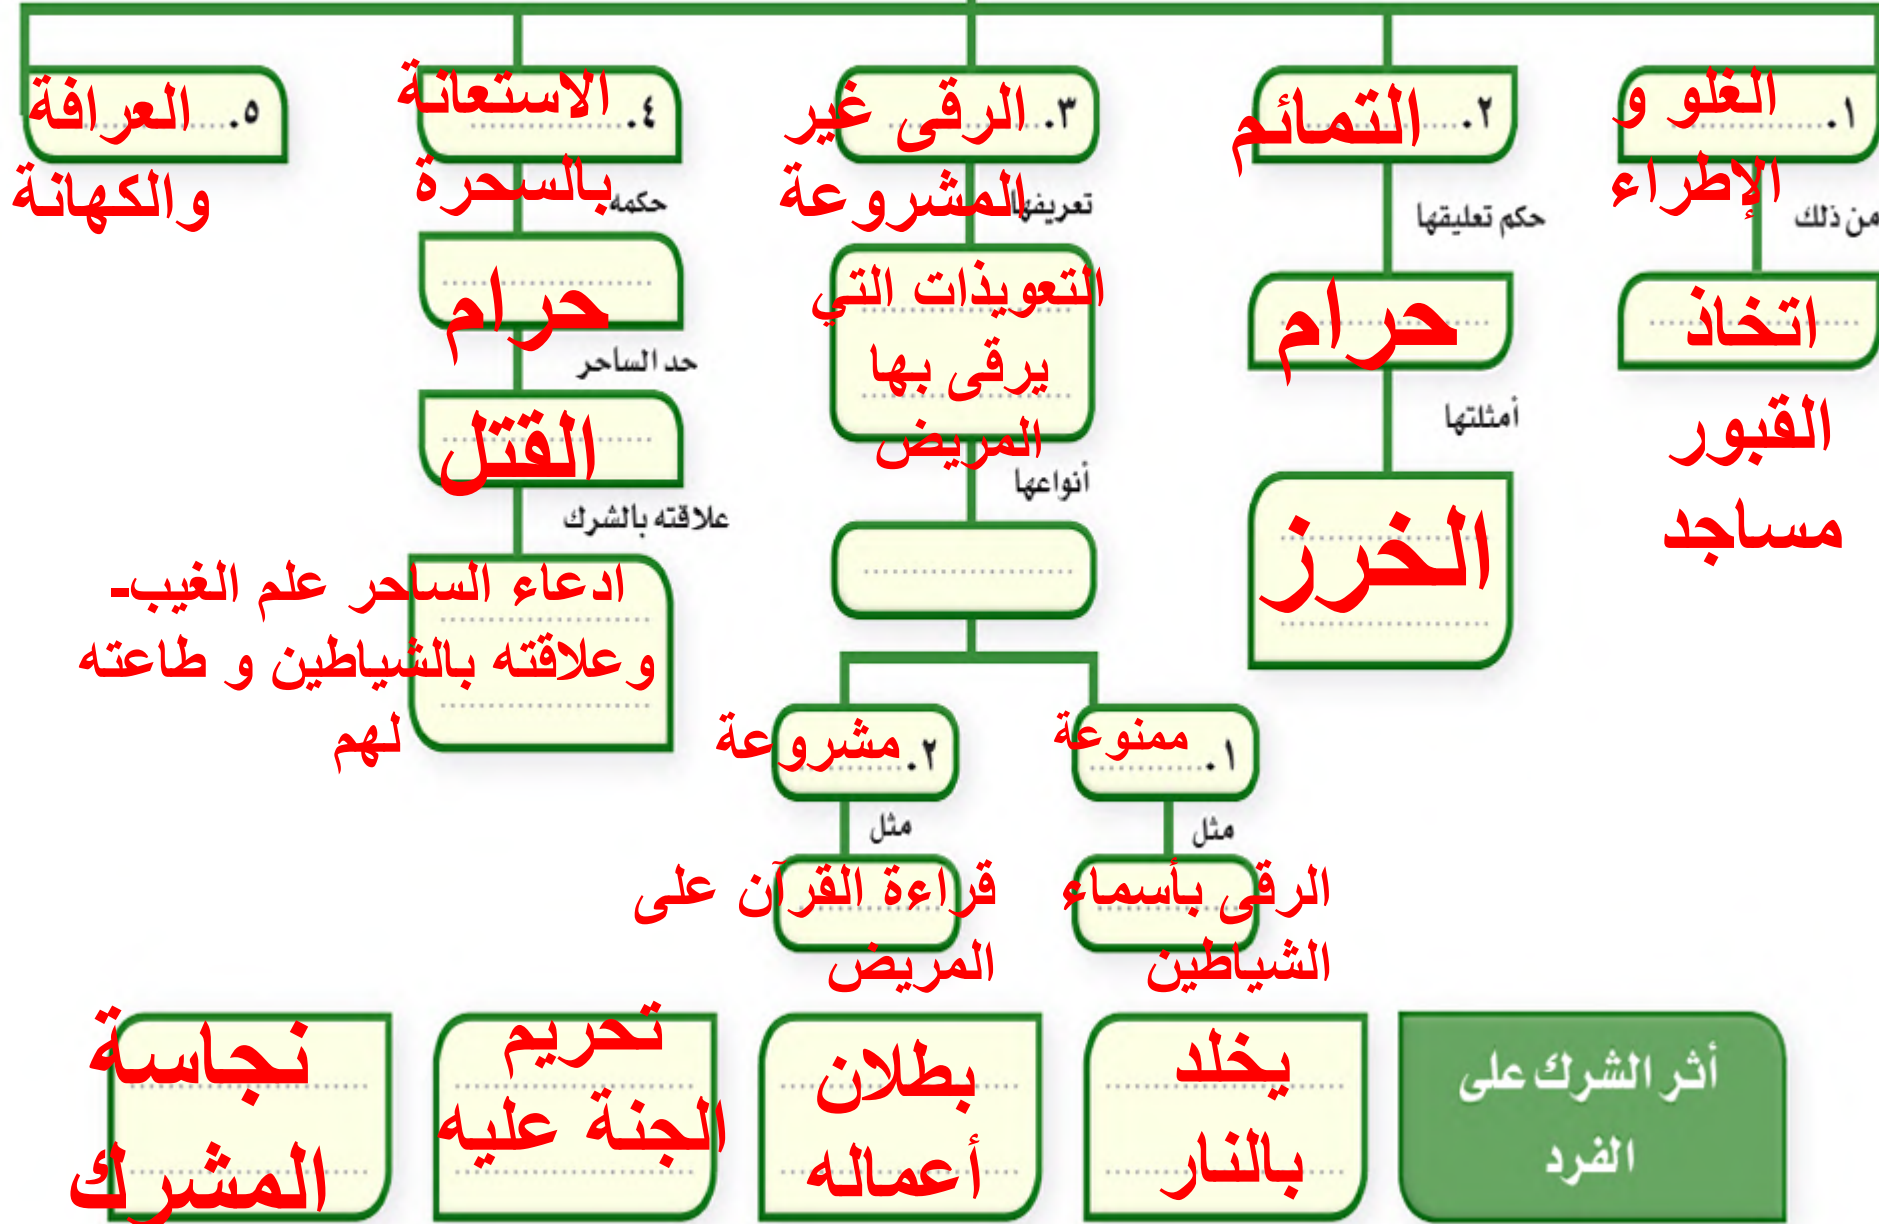 ١. الغلو و
الإطراء
من ذلك
اتخاذ
القبور
مساجد
٢. التمائم
حكم تعليقها
حرام
أمثلتها
الخرز
٣. الرقى غير
المشروعة
تعريفها
التعويذات التي
يرقى بها
المريض
أنواعها
١. ممنوعة
مثل
الرقى بأسماء
الشياطين
٢. مشروعة
مثل
قراءة القرآن على
المريض
٤. الاستعانة
بالسحرة
حكمه
حرام
حد الساحر
القتل
علاقته بالشرك
ادعاء الساحر علم الغيب-
وعلاقته بالشياطين و طاعته
لهم
٥. العرافة
والكهانة
أثر الشرك على
الفرد
يخلد
بالنار
بطلان
أعماله
تحريم
الجنة عليه
نجاسة
المشرك